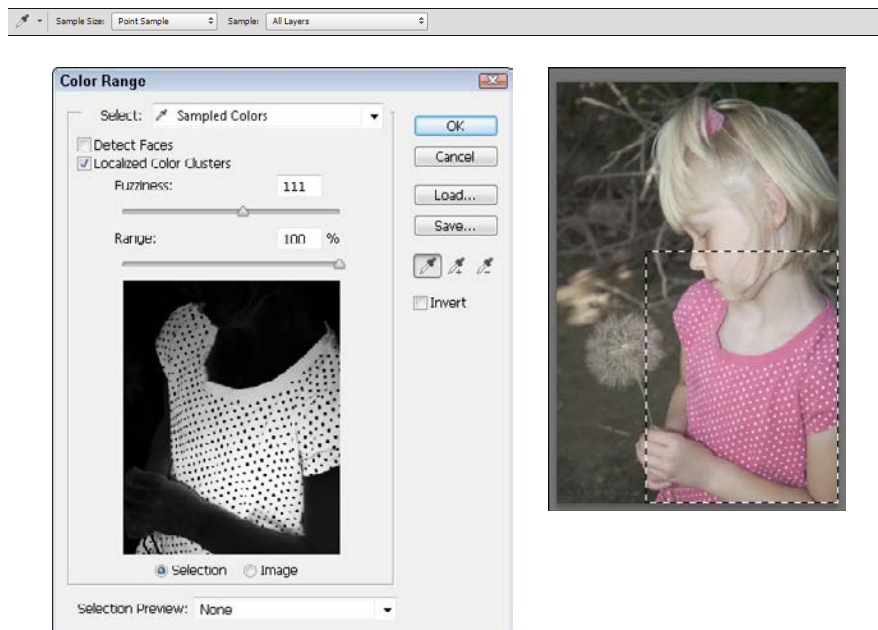 Sample Size: Point Sample Sample: All Layers
Color Range
Select: Sampled Colors
Detect Faces
Localized Color Clusters
Fuzziness: 111
Range: 100 %
OK
Cancel
Load...
Save...
Invert
Selection Image
Selection Preview: None